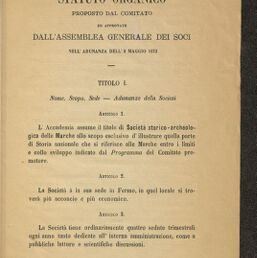 STATUTO ORGANICO
PROPOSTO DAL COMITATO
ED APPROVATO
DALL'ASSEMBLEA GENERALE DEI SOCI
NELL'ADUNANZA DELL'8 MAGGIO 1875
TITOLO I.
Nome, Scopo, Sede — Adunanze della Società
ARTICOLO 1.
L'Accademia assume il titolo di Società storico-archeolo-
gica delle Marche allo scopo esclusivo d'illustrare quella parte
di Storia nazionale che si riferisce alle Marche entro i limiti
e nello sviluppo indicato dal Programma del Comitato pro-
motore.
ARTICOLO 2.
La Società à la sua sede in Fermo, in quel locale si tro-
verà più acconcio e più economico.
ARTICOLO 3.
La Società tiene ordinariamente quattro sedute trimestrali
ogni anno tanto dedicate all'interna amministrazione, come a
pubbliche letture e scientifiche discussioni.